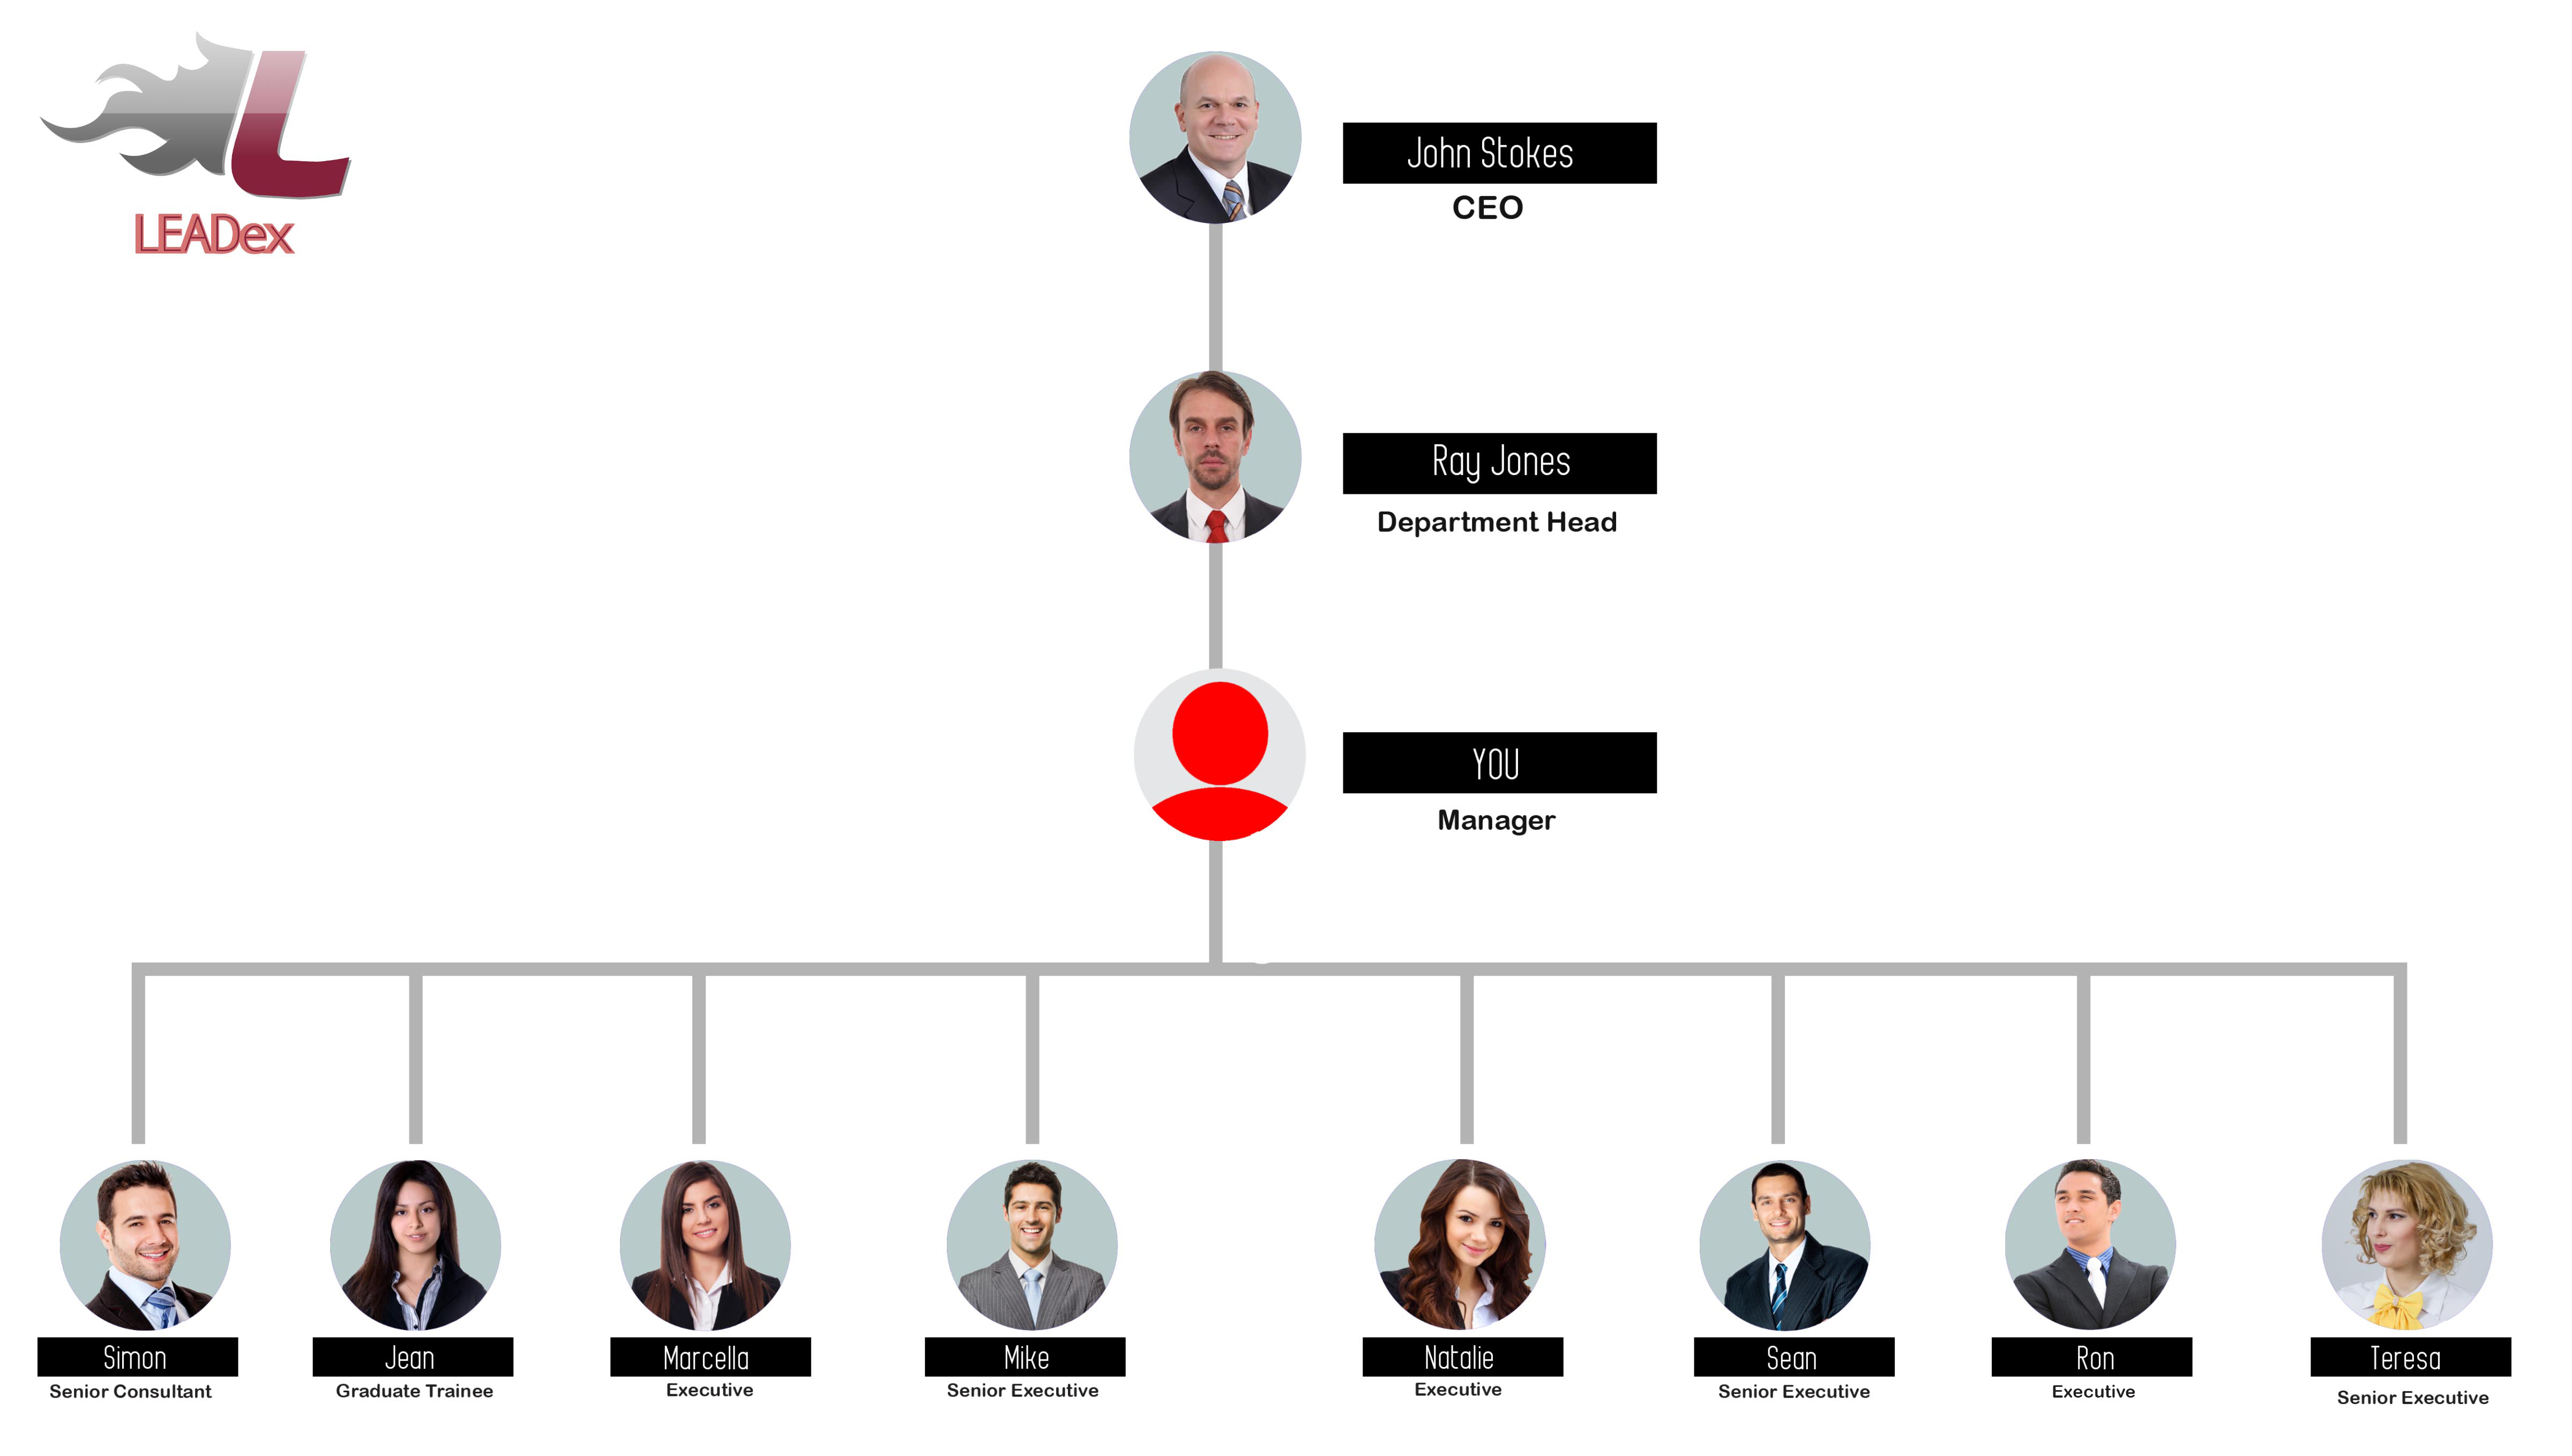 L
LEADex
John Stokes
CEO
Ray Jones
Department Head
YOU
Manager
Simon
Senior Consultant
Jean
Graduate Trainee
Marcella
Executive
Mike
Senior Executive
Natalie
Executive
Sean
Senior Executive
Ron
Executive
Teresa
Senior Executive